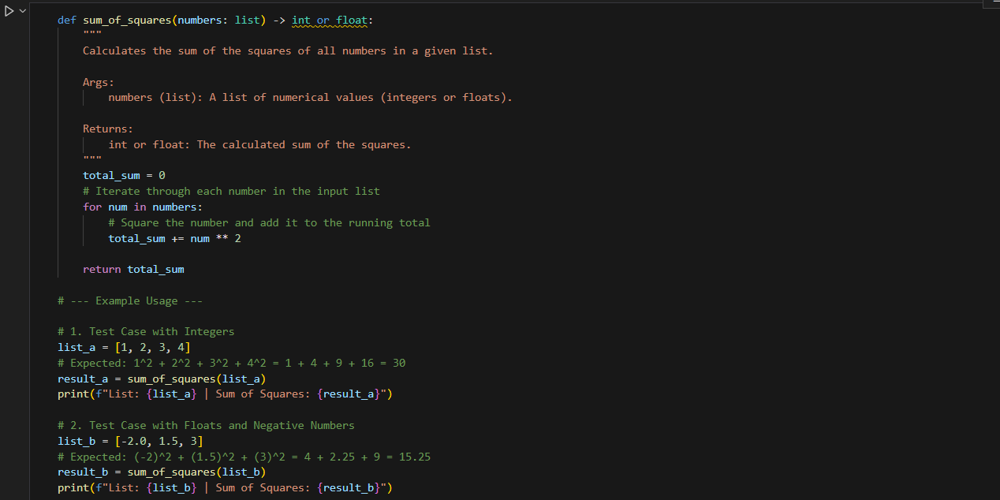 def sum_of_squares(numbers: list) -> int or float:
    """
    Calculates the sum of the squares of all numbers in a given list.

    Args:
        numbers (list): A list of numerical values (integers or floats).

    Returns:
        int or float: The calculated sum of the squares.
    """
    total_sum = 0
    # Iterate through each number in the input list
    for num in numbers:
        # Square the number and add it to the running total
        total_sum += num ** 2

    return total_sum

# --- Example Usage ---

# 1. Test Case with Integers
list_a = [1, 2, 3, 4]
# Expected: 1^2 + 2^2 + 3^2 + 4^2 = 1 + 4 + 9 + 16 = 30
result_a = sum_of_squares(list_a)
print(f"List: {list_a} | Sum of Squares: {result_a}")

# 2. Test Case with Floats and Negative Numbers
list_b = [-2.0, 1.5, 3]
# Expected: (-2)^2 + (1.5)^2 + (3)^2 = 4 + 2.25 + 9 = 15.25
result_b = sum_of_squares(list_b)
print(f"List: {list_b} | Sum of Squares: {result_b}")